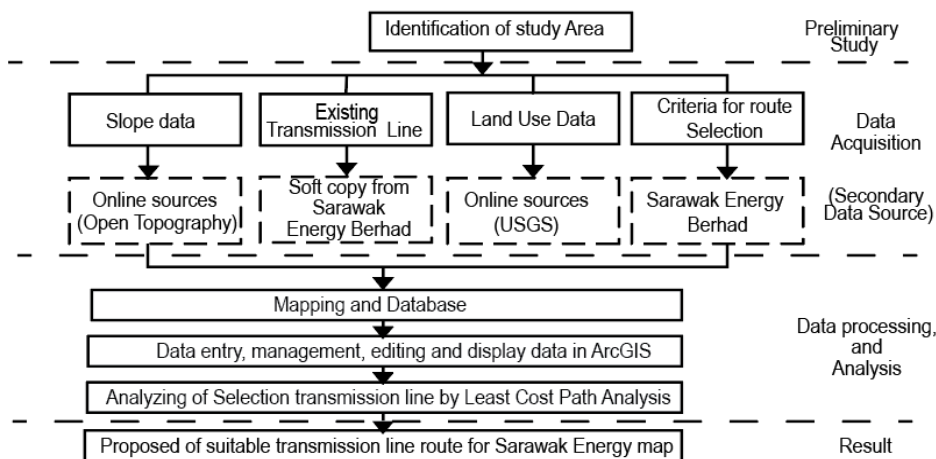 Identification of study Area
Preliminary
Study
Slope data
Existing
Transmission Line
Land Use Data
Criteria for route
Selection
Data
Acquisition
Online sources
(Open Topography)
Soft copy from
Sarawak
Energy Berhad
Online sources
(USGS)
Sarawak Energy
Berhad
(Secondary
Data Source)
Mapping and Database
Data entry, management, editing and display data in ArcGIS
Analyzing of Selection transmission line by Least Cost Path Analysis
Data processing,
and
Analysis
Proposed of suitable transmission line route for Sarawak Energy map
Result